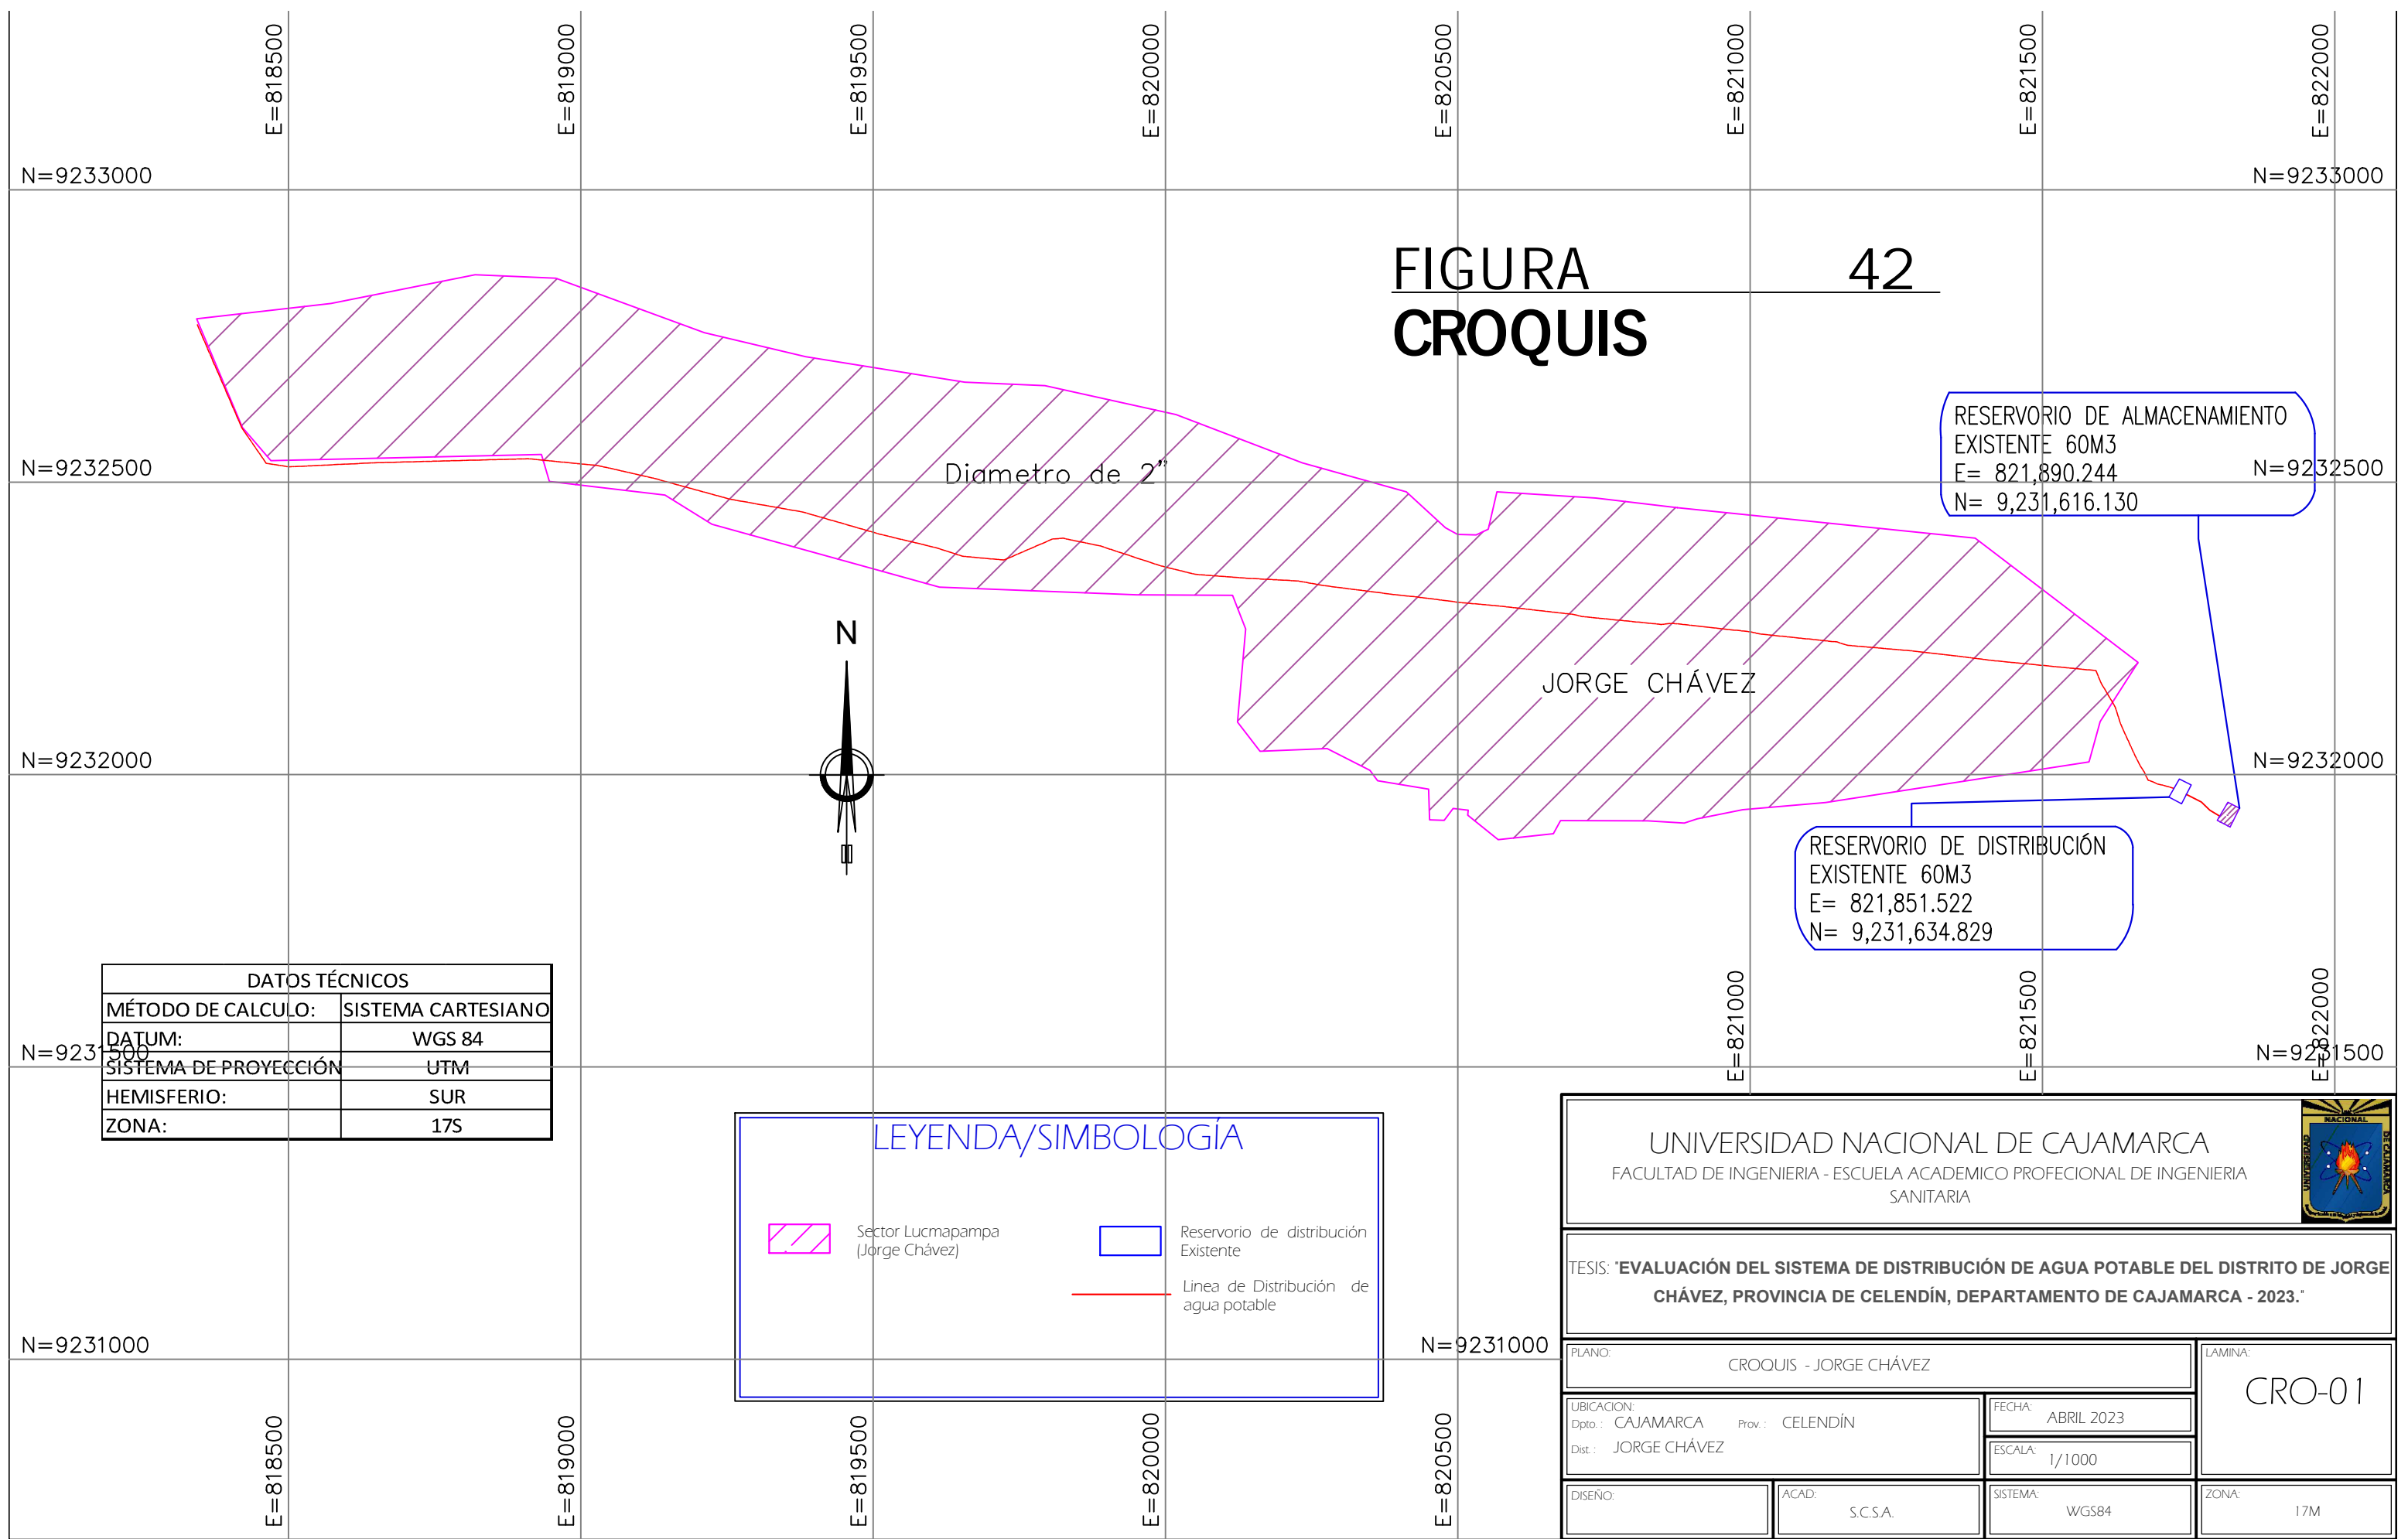 E=818500
E=819000
E=819500
E=820000
E=820500
E=821000
E=821500
E=822000
N=9233000
N=9233000
FIGURA 42
CROQUIS
RESERVORIO DE ALMACENAMIENTO
EXISTENTE 60M3
E= 821,890.244
N= 9,231,616.130
N=9232500
N=9232500
Diametro de 2"
N
JORGE CHÁVEZ
N=9232000
N=9232000
RESERVORIO DE DISTRIBUCIÓN
EXISTENTE 60M3
E= 821,851.522
N= 9,231,634.829
DATOS TÉCNICOS
MÉTODO DE CALCULO: SISTEMA CARTESIANO
DATUM: WGS 84
SISTEMA DE PROYECCIÓN UTM
HEMISFERIO: SUR
ZONA: 17S
N=9231500
E=821000
E=821500
E=822000
N=9231500
LEYENDA/SIMBOLOGÍA
Sector Lucmapampa
(Jorge Chávez)
Reservorio de distribución
Existente
Linea de Distribución de
agua potable
N=9231000
N=9231000
E=818500
E=819000
E=819500
E=820000
E=820500
UNIVERSIDAD NACIONAL DE CAJAMARCA
FACULTAD DE INGENIERIA - ESCUELA ACADEMICO PROFECIONAL DE INGENIERIA
SANITARIA
NACIONAL
UNIVERSIDAD
DE CAJAMARCA
TESIS: "EVALUACIÓN DEL SISTEMA DE DISTRIBUCIÓN DE AGUA POTABLE DEL DISTRITO DE JORGE
CHÁVEZ, PROVINCIA DE CELENDÍN, DEPARTAMENTO DE CAJAMARCA - 2023."
PLANO:
CROQUIS - JORGE CHÁVEZ
LAMINA:
CRO-01
UBICACION:
Dpto. : CAJAMARCA Prov. : CELENDÍN
Dist. : JORGE CHÁVEZ
FECHA:
ABRIL 2023
ESCALA:
1/1000
DISEÑO:
ACAD:
S.C.S.A.
SISTEMA:
WGS84
ZONA:
17M